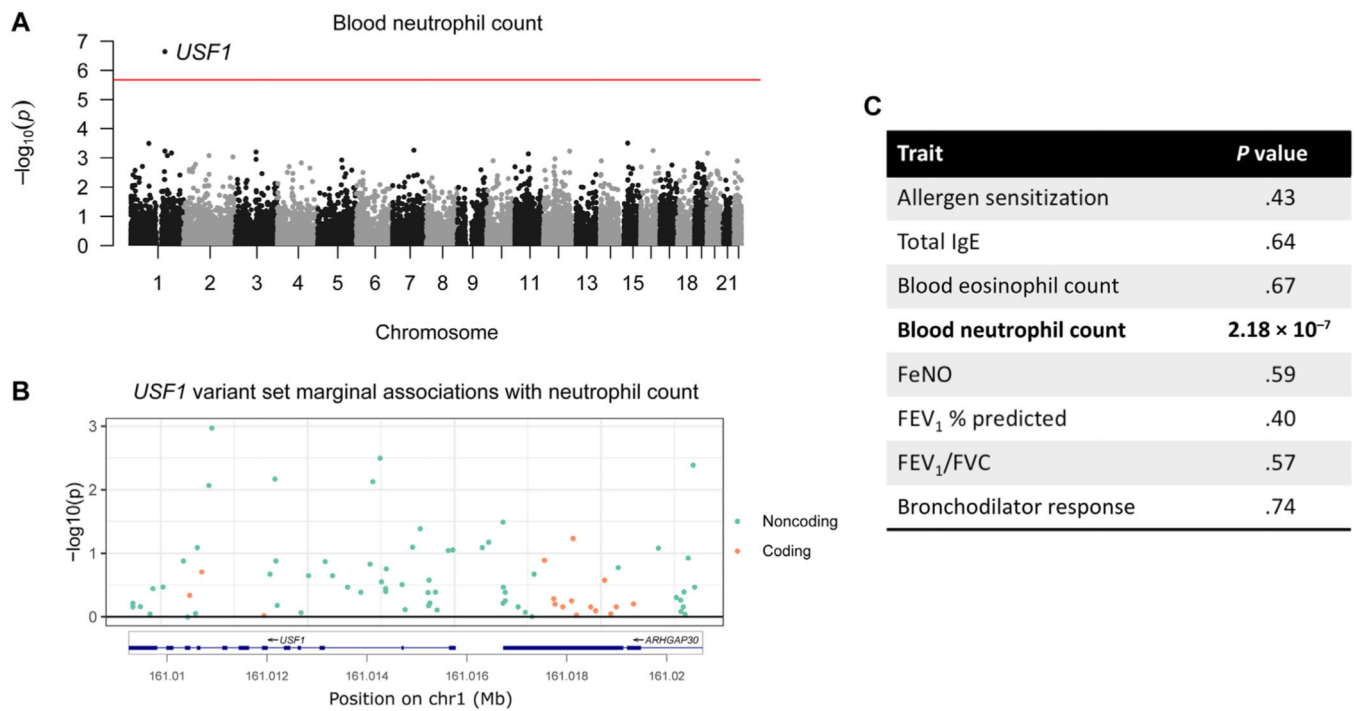 A
Blood neutrophil count
7
USF1
6
5
4
3
2
1
0
−log10(p)
1 2 3 4 5 6 7 8 9 11 13 15 18 21
Chromosome
B
USF1 variant set marginal associations with neutrophil count
3
2
1
0
−log10(p)
Noncoding
Coding
←USF1
←ARHGAP30
161.01 161.012 161.014 161.016 161.018 161.02
Position on chr1 (Mb)
C
Trait P value
Allergen sensitization .43
Total IgE .64
Blood eosinophil count .67
Blood neutrophil count 2.18 × 10⁻⁷
FeNO .59
FEV₁ % predicted .40
FEV₁/FVC .57
Bronchodilator response .74